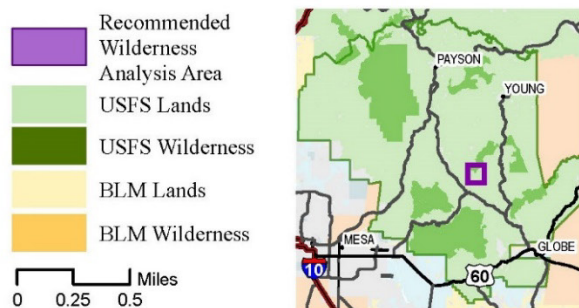 Recommended
Wilderness
Analysis Area
USFS Lands
USFS Wilderness
BLM Lands
BLM Wilderness
Miles
0 0.25 0.5
PAYSON
YOUNG
MESA
GLOBE
10
60